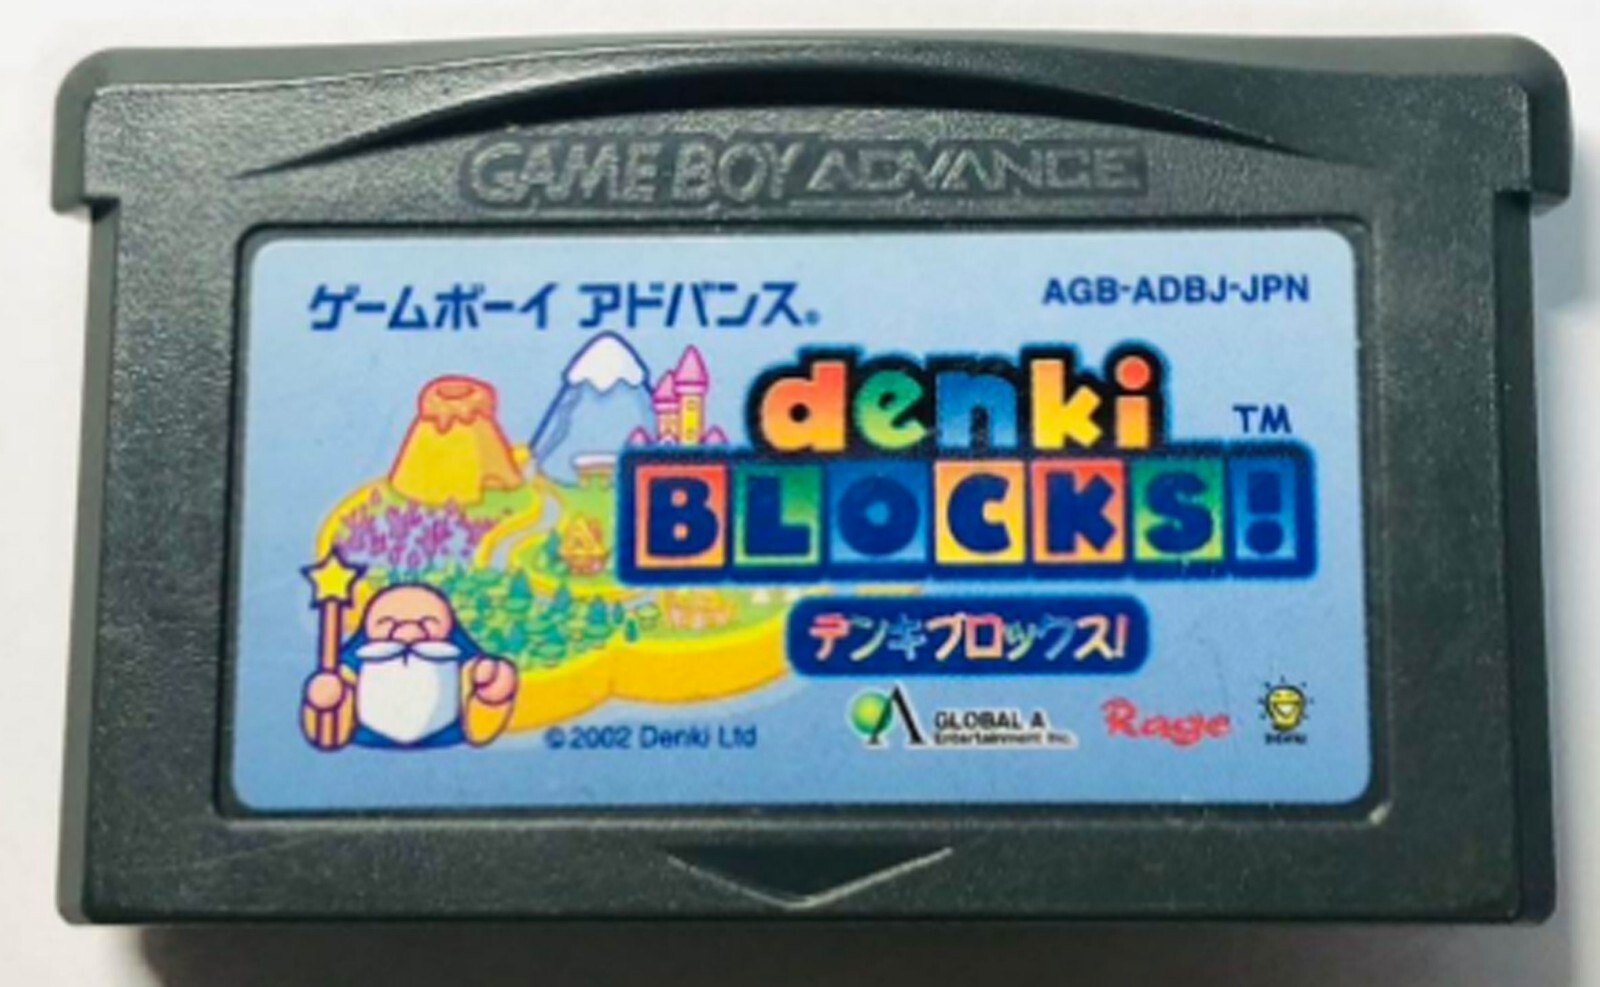 GAME BOY ADVANCE
ゲームボーイ アドバンス®
AGB-ADBJ-JPN
denki
TM
BLOCKS!
デンキブロックス!
©2002 Denki Ltd
GLOBAL A
Entertainment Inc.
Rage
DENKI